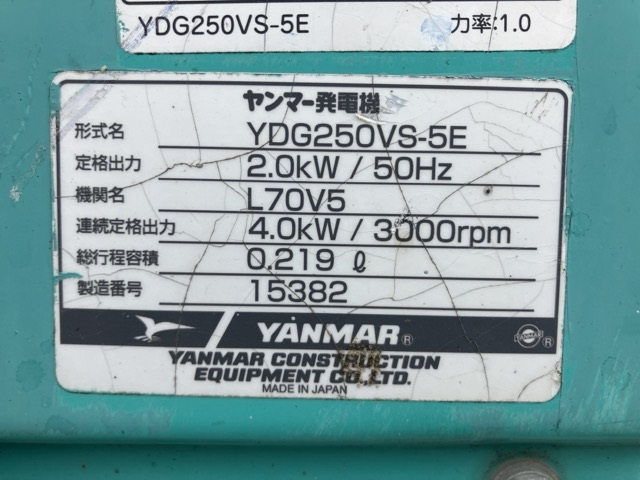 YDG250VS-5E 力率:1.0
ヤンマー発電機
形式名 YDG250VS-5E
定格出力 2.0kW / 50Hz
機関名 L70V5
連続定格出力 4.0kW / 3000rpm
総行程容積 0.219 ℓ
製造番号 15382
YANMAR®
YANMAR ®
YANMAR CONSTRUCTION
EQUIPMENT CO.,LTD.
MADE IN JAPAN